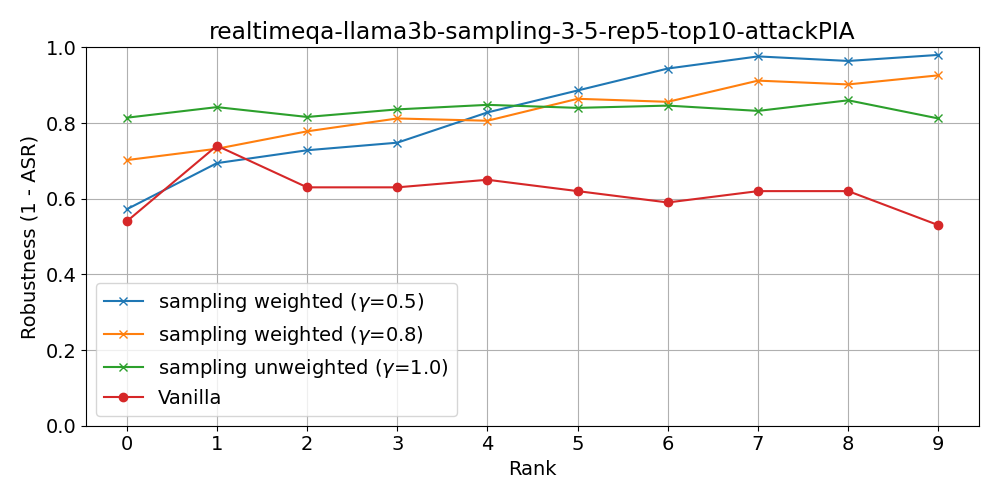 realtimeqa-llama3b-sampling-3-5-rep5-top10-attackPIA
Robustness (1 - ASR)
1.0
0.8
0.6
0.4
0.2
0.0
sampling weighted (γ=0.5)
sampling weighted (γ=0.8)
sampling unweighted (γ=1.0)
Vanilla
0 1 2 3 4 5 6 7 8 9
Rank